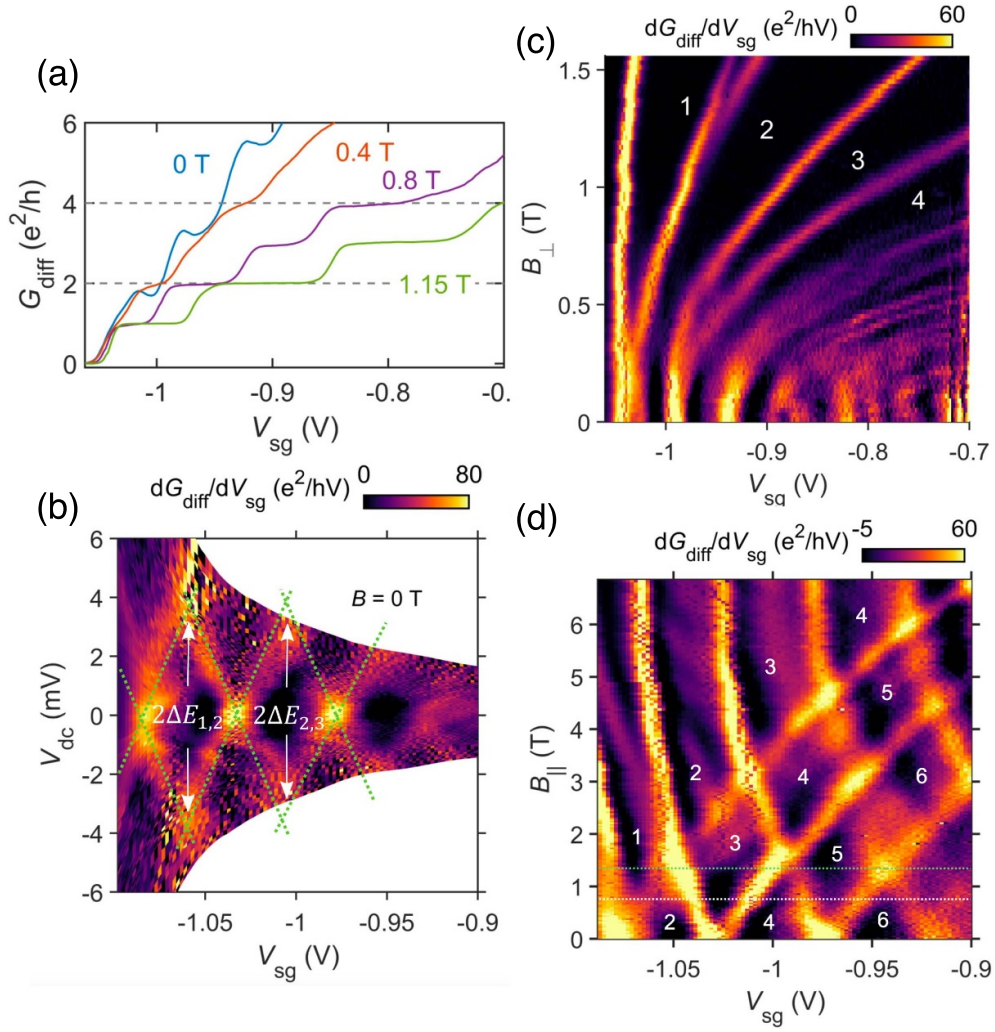 (a)
6
4
2
0
G_diff (e²/h)
0 T
0.4 T
0.8 T
1.15 T
-1
-0.9
-0.8
-0.
V_sg (V)
(c)
dG_diff/dV_sg (e²/hV)
0
60
1.5
1
0.5
0
B_⊥ (T)
1
2
3
4
-1
-0.9
-0.8
-0.7
V_sg (V)
(b)
dG_diff/dV_sg (e²/hV)
0
80
6
4
2
0
-2
-4
-6
V_dc (mV)
B = 0 T
2ΔE_1,2
2ΔE_2,3
-1.05
-1
-0.95
-0.9
V_sg (V)
(d)
dG_diff/dV_sg (e²/hV)
-5
60
6
5
4
3
2
1
0
B_∥ (T)
4
3
5
2
4
6
3
1
5
2
4
6
-1.05
-1
-0.95
-0.9
V_sg (V)